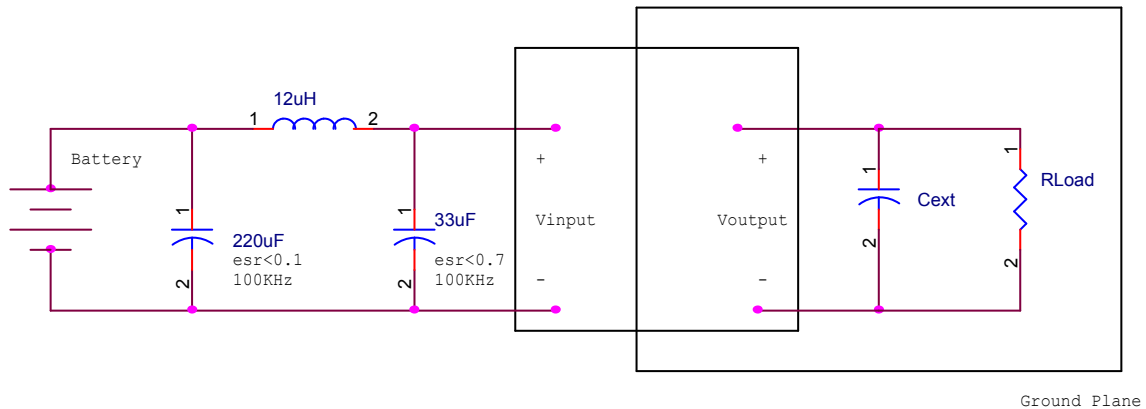 12uH
1
2
Battery
+
+
1
1
1
1
RLoad
Cext
Vinput
Voutput
33uF
220uF
esr<0.1
esr<0.7
100KHz
100KHz
2
2
2
2
-
-
Ground Plane